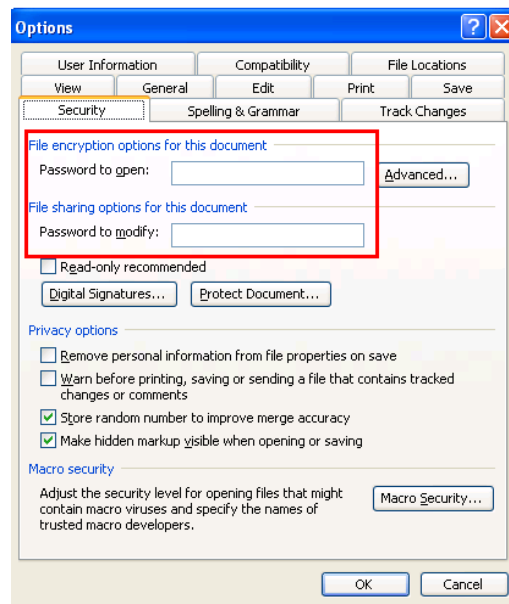 Options
User Information Compatibility File Locations
View General Edit Print Save
Security Spelling & Grammar Track Changes
File encryption options for this document
Password to open:
Advanced...
File sharing options for this document
Password to modify:
Read-only recommended
Digital Signatures... Protect Document...
Privacy options
Remove personal information from file properties on save
Warn before printing, saving or sending a file that contains tracked
changes or comments
Store random number to improve merge accuracy
Make hidden markup visible when opening or saving
Macro security
Adjust the security level for opening files that might
contain macro viruses and specify the names of
trusted macro developers.
Macro Security...
OK Cancel